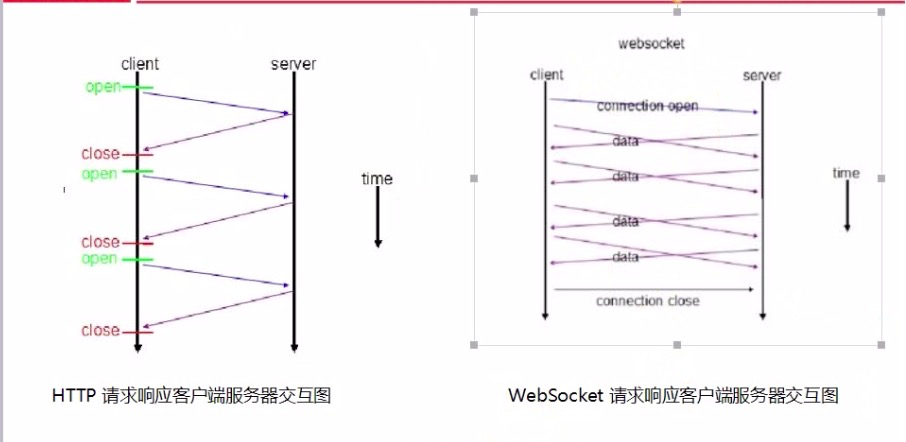 client server
open
close
open
close
open
close
time
HTTP 请求响应客户端服务器交互图
websocket
client server
connection open
data
data
data
data
connection close
time
WebSocket 请求响应客户端服务器交互图